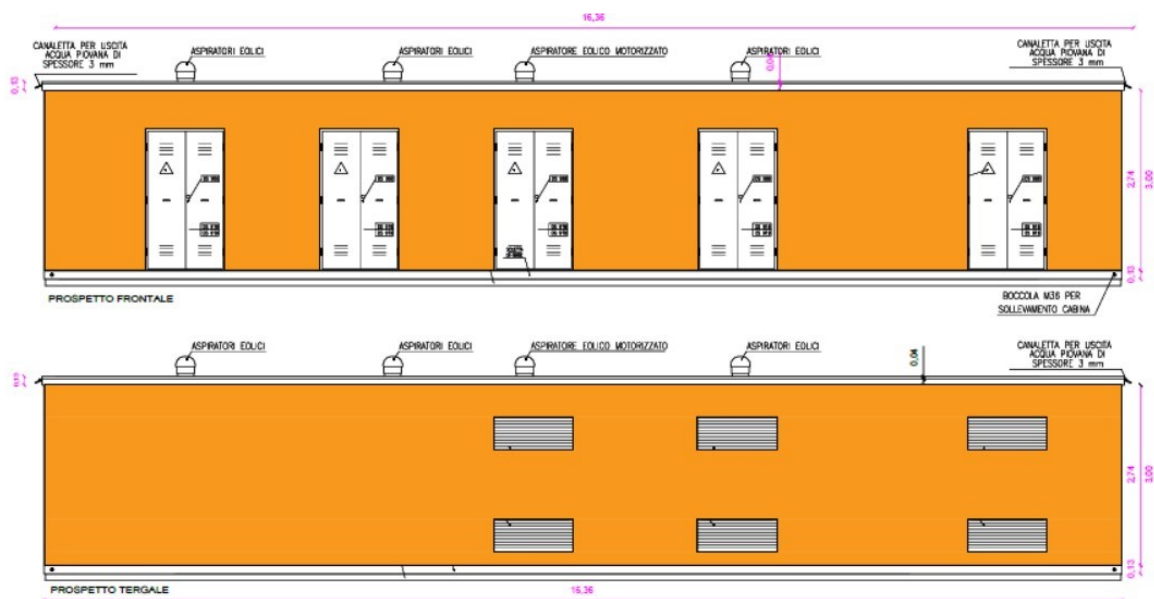 16,36
CANALETTA PER USCITA
ACQUA PIOVANA DI
SPESSORE 3 mm
ASPIRATORI EOLICI
ASPIRATORI EOLICI
ASPIRATORE EOLICO MOTORIZZATO
ASPIRATORI EOLICI
CANALETTA PER USCITA
ACQUA PIOVANA DI
SPESSORE 3 mm
0,13
0,04
2,74
3,00
0,13
PROSPETTO FRONTALE
BOCCOLA M36 PER
SOLLEVAMENTO CABINA
ASPIRATORI EOLICI
ASPIRATORI EOLICI
ASPIRATORE EOLICO MOTORIZZATO
ASPIRATORI EOLICI
CANALETTA PER USCITA
ACQUA PIOVANA DI
SPESSORE 3 mm
0,13
0,04
2,74
3,00
0,13
PROSPETTO TERGALE
16,36